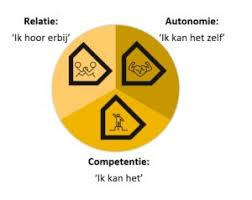 Relatie:
'Ik hoor erbij'
Autonomie:
'Ik kan het zelf'
Competentie:
'Ik kan het'